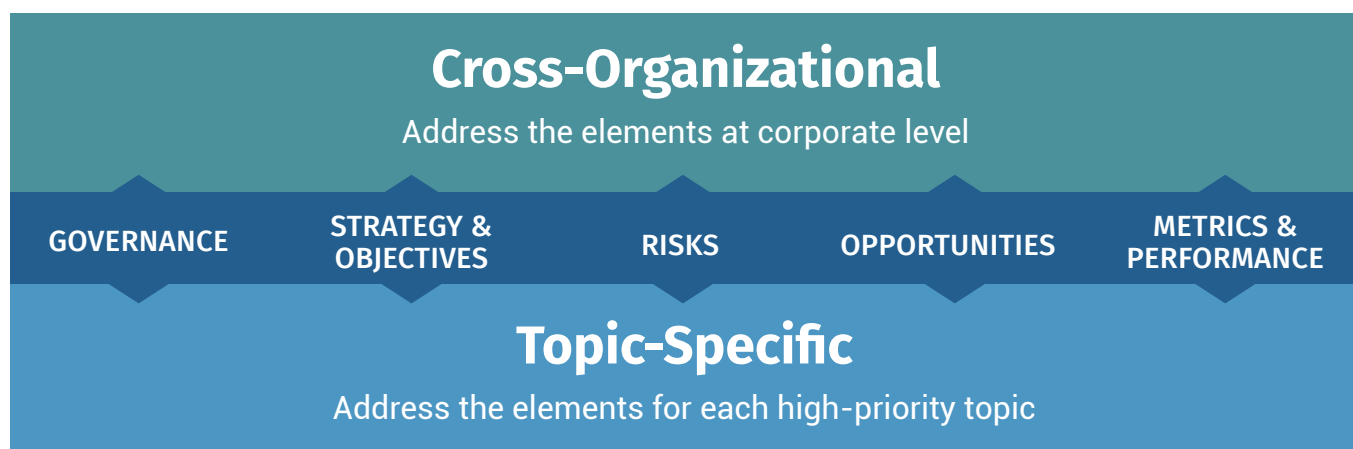 Cross-Organizational
Address the elements at corporate level
GOVERNANCE
STRATEGY &
OBJECTIVES
RISKS
OPPORTUNITIES
METRICS &
PERFORMANCE
Topic-Specific
Address the elements for each high-priority topic